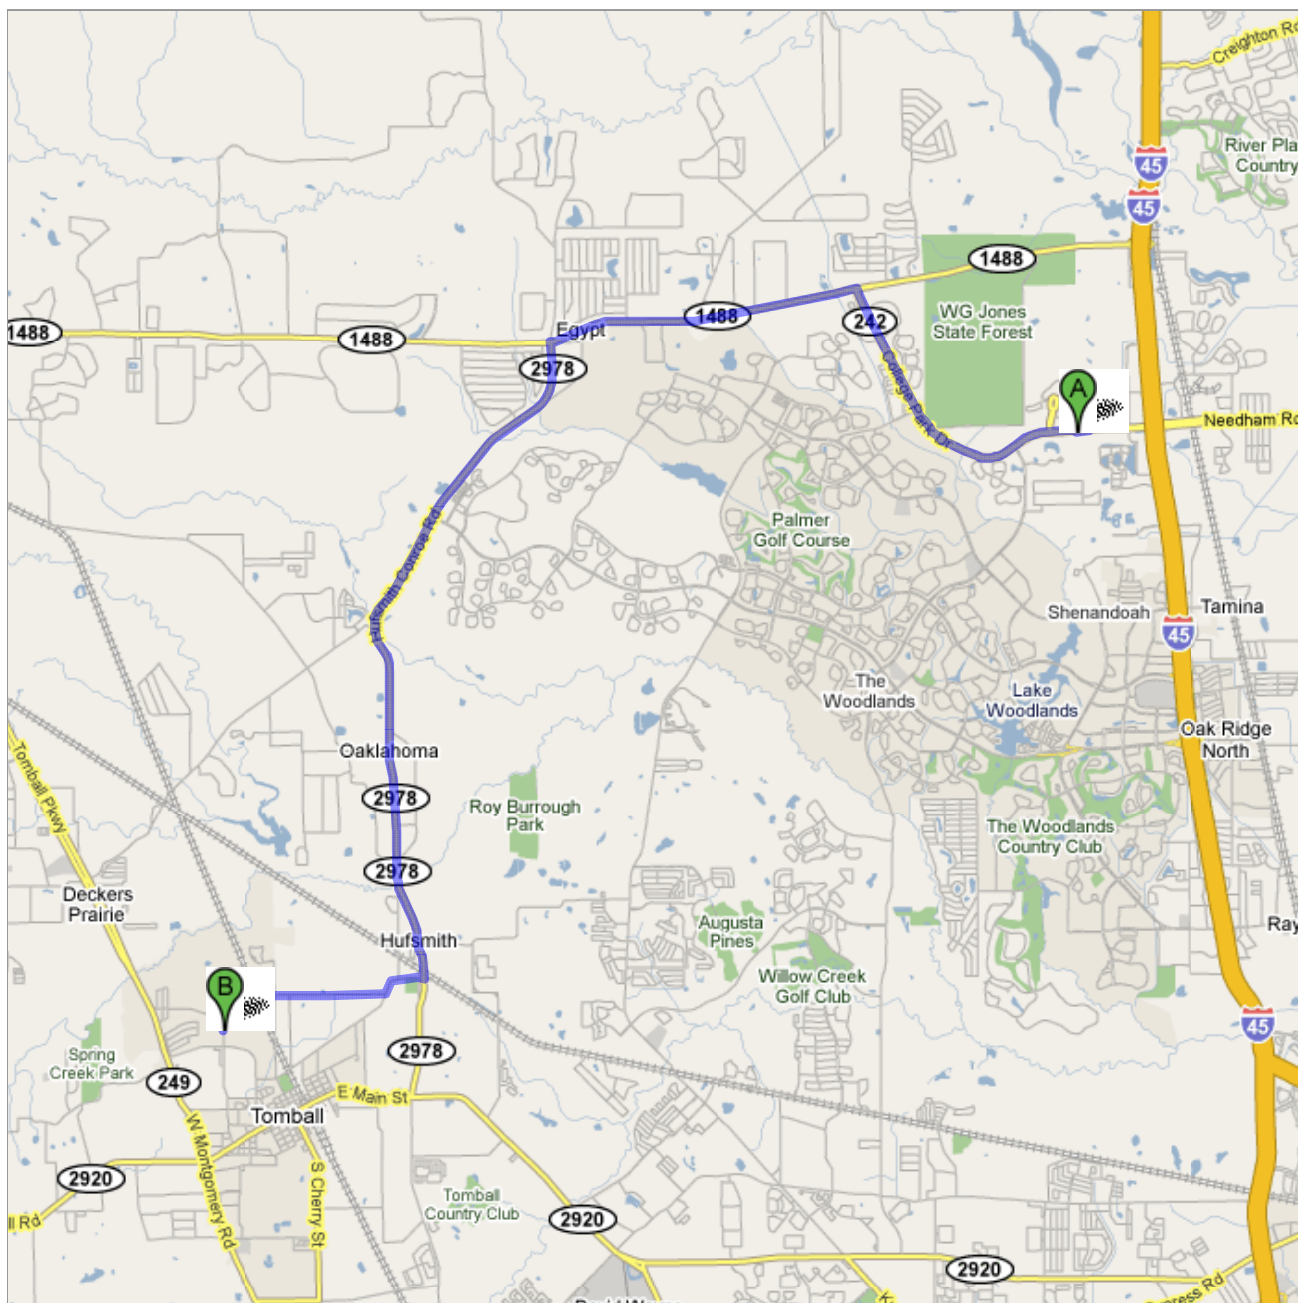 Creighton Rd
River Pla
Country
45
45
1488
WG Jones
State Forest
1488
Egypt
1488
1488
242
2978
College Park Dr
A
Needham Rd
Hufsmith Conroe Rd
Palmer
Golf Course
Shenandoah
Tamina
45
The
Woodlands
Lake
Woodlands
Oak Ridge
North
Oaklahoma
Tomball Pkwy
2978
Roy Burrough
Park
The Woodlands
Country Club
2978
Deckers
Prairie
Hufsmith
Augusta
Pines
Ray
Willow Creek
Golf Club
B
45
2978
Spring
Creek Park
249
E Main St
Tomball
W Montgomery Rd
2920
S Cherry St
Tomball
Country Club
ll Rd
2920
2920
press Rd